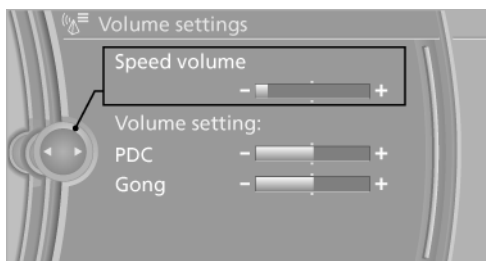 Volume settings
Speed volume
- +
Volume setting:
PDC - +
Gong - +